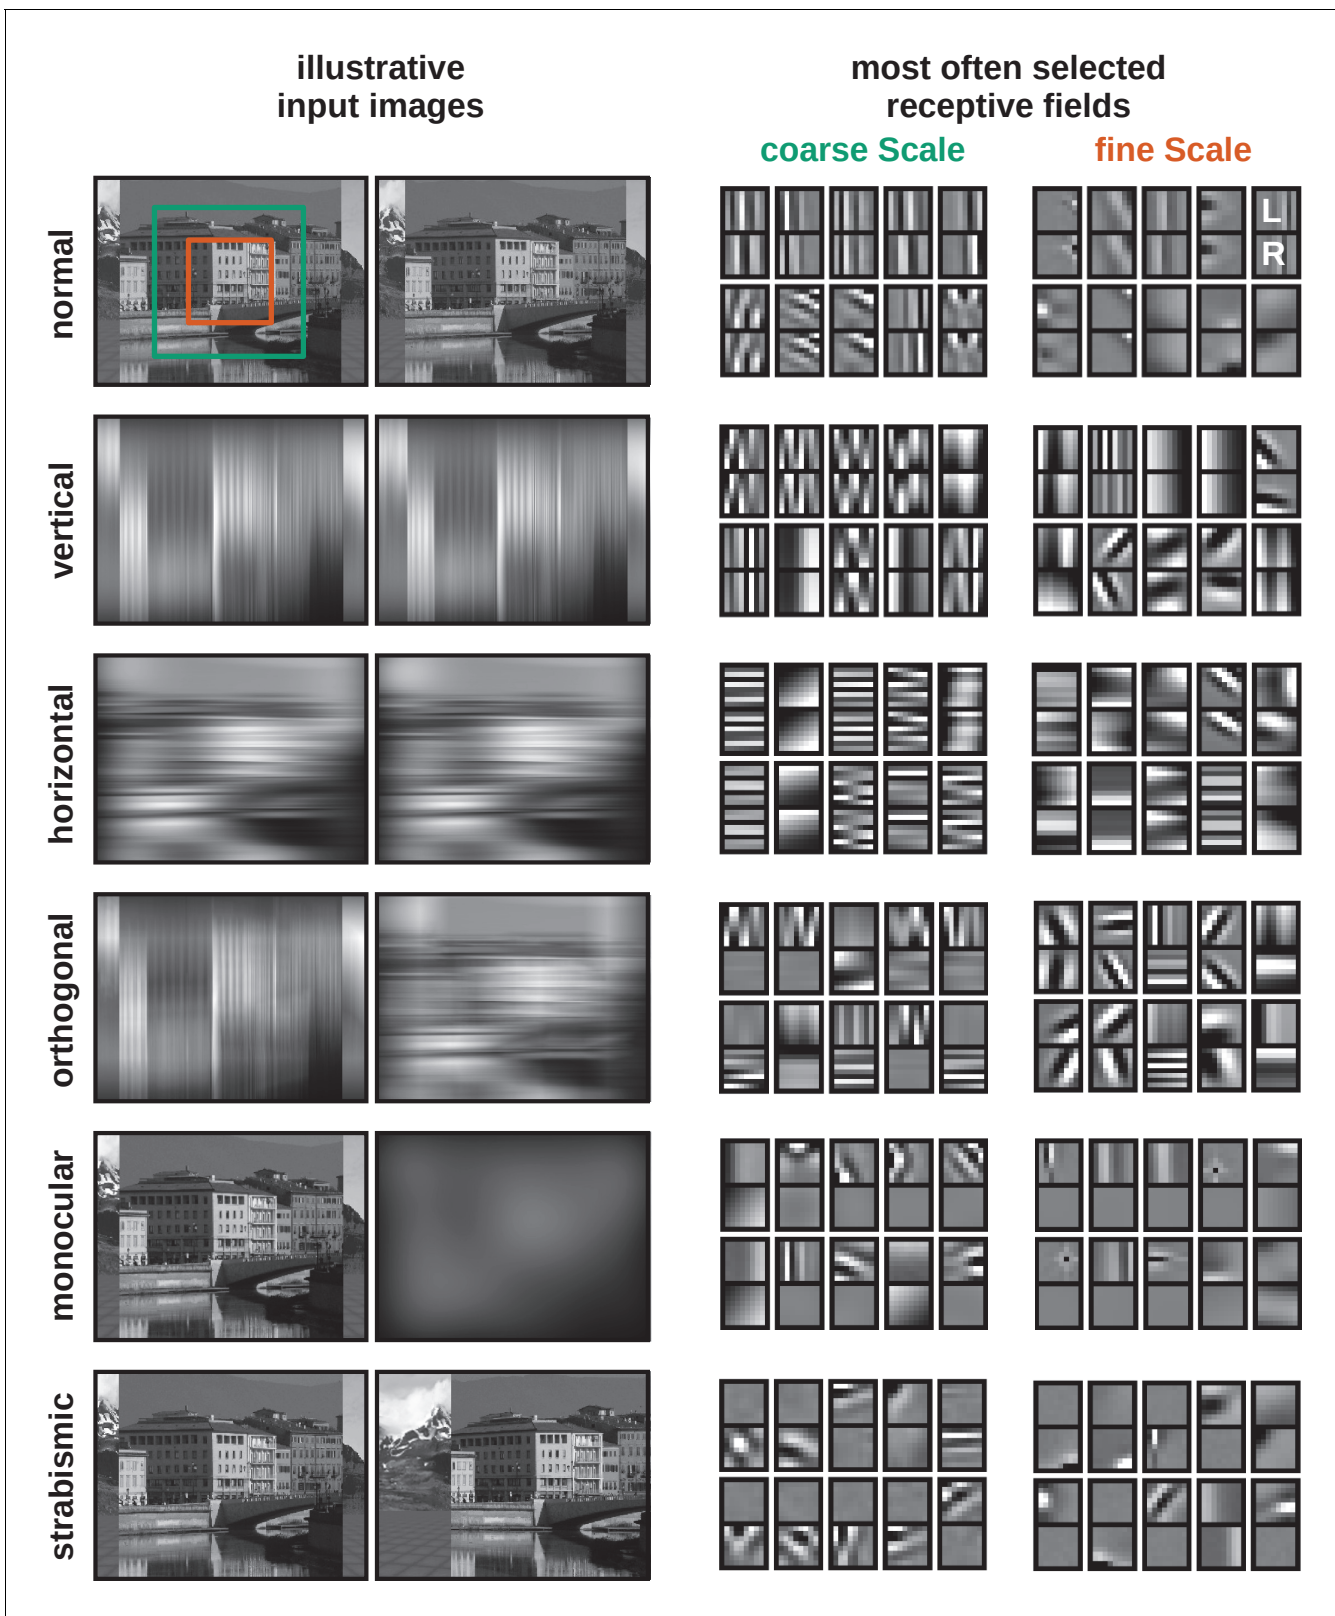 illustrative
input images
most often selected
receptive fields
coarse Scale
fine Scale
normal
L
R
vertical
horizontal
orthogonal
monocular
strabismic